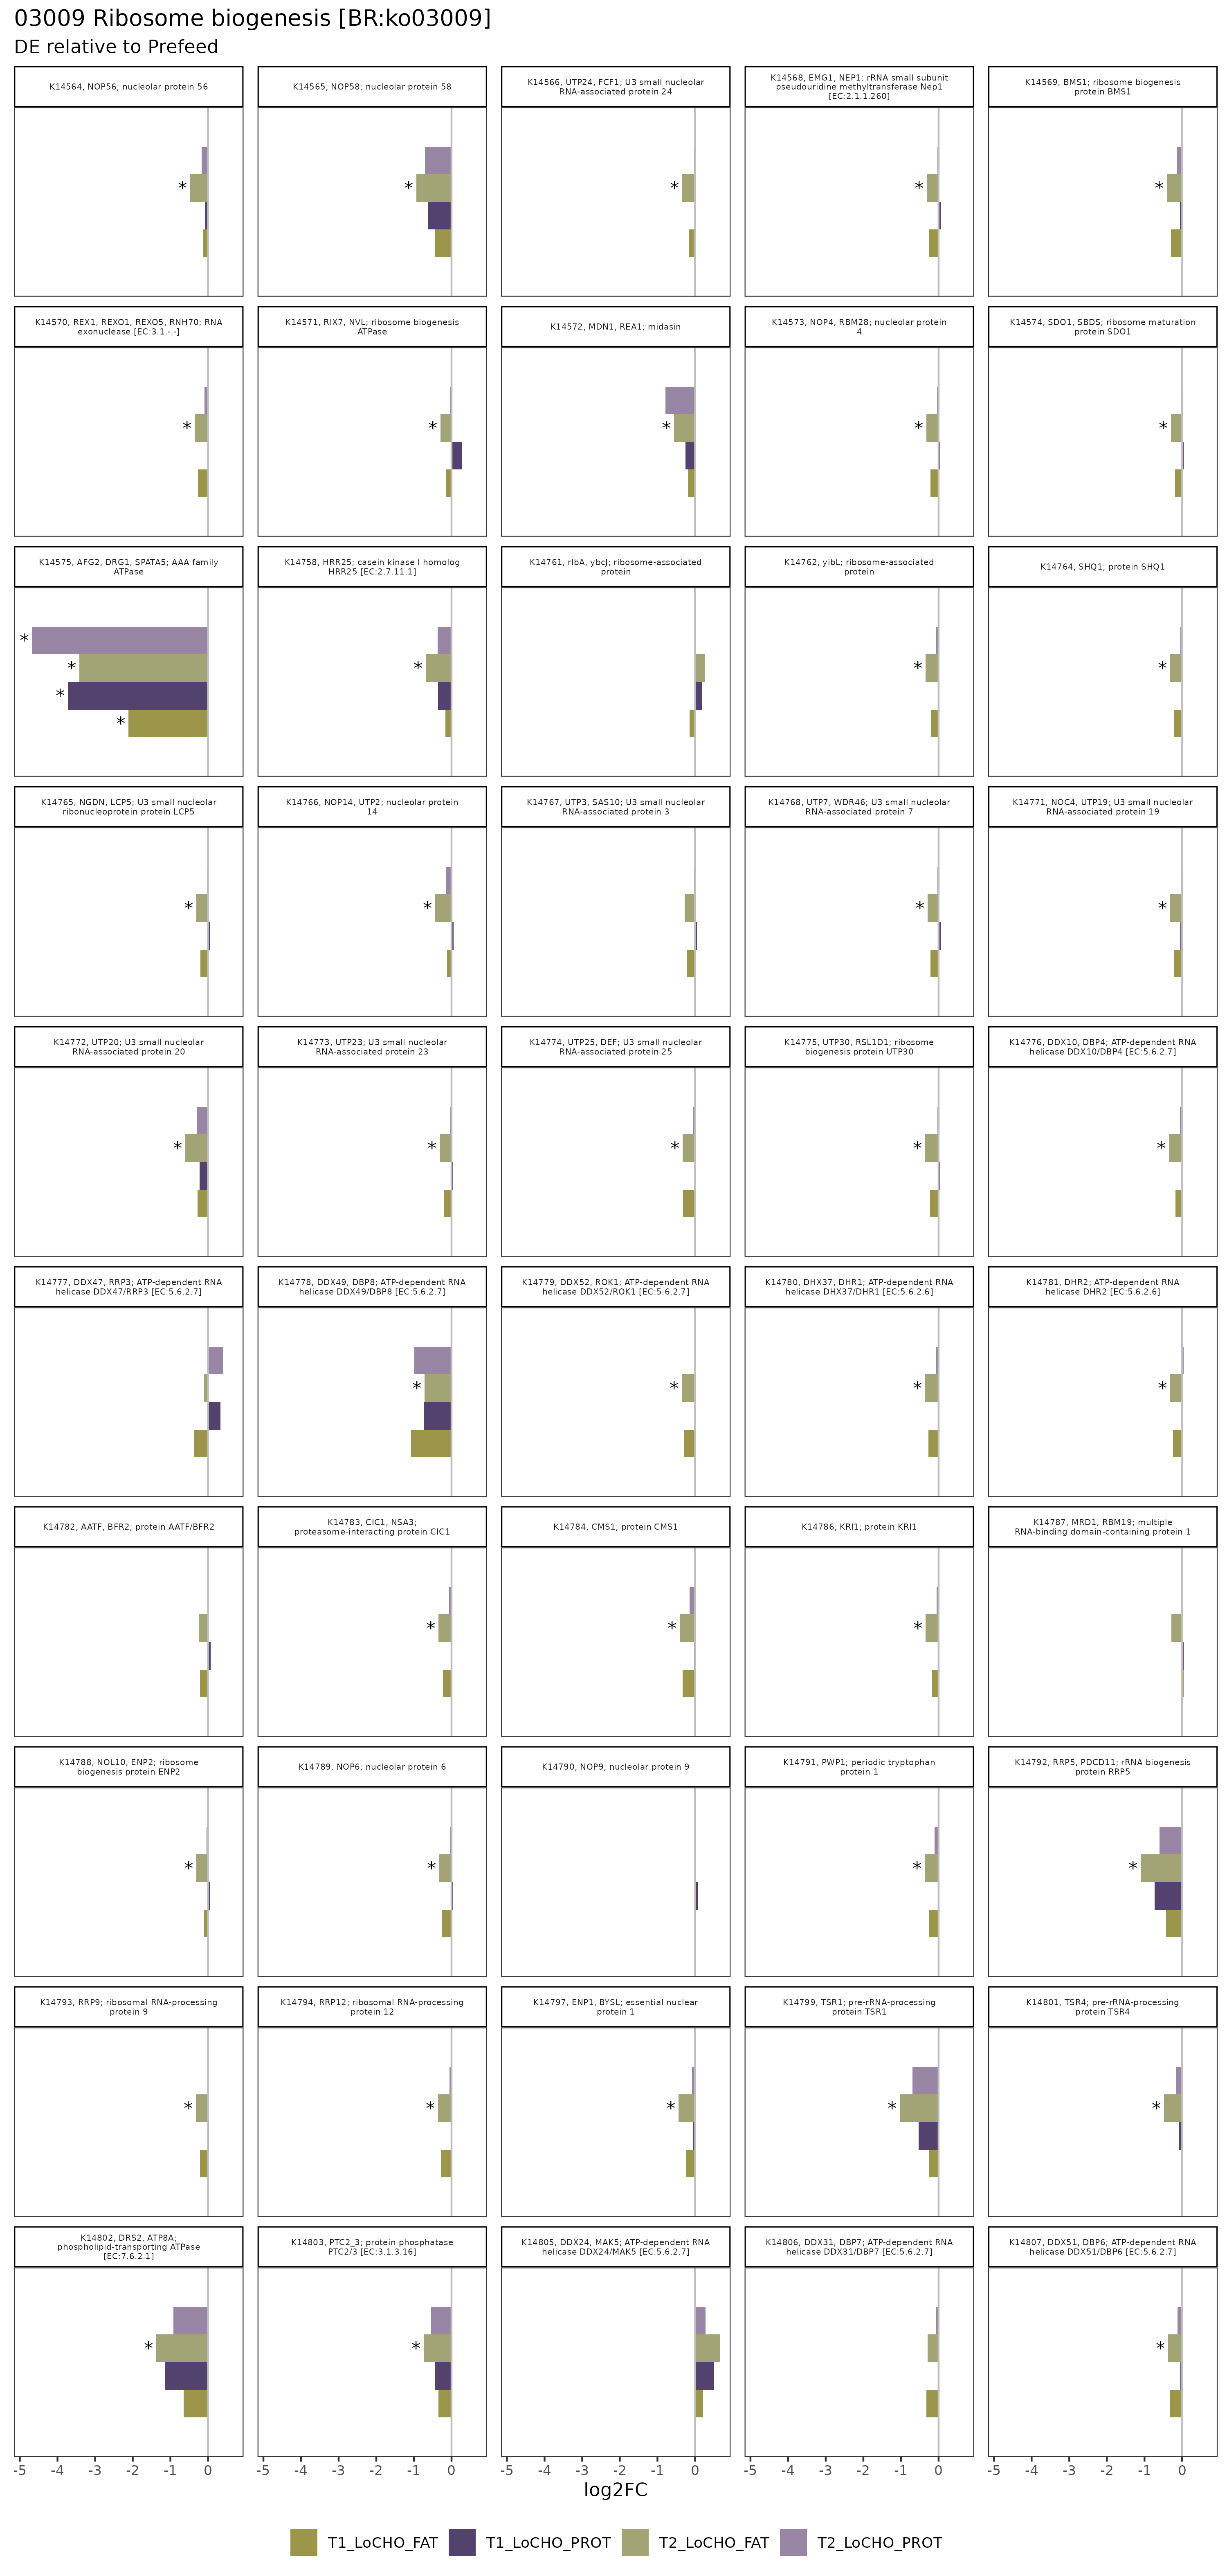 03009 Ribosome biogenesis [BR:ko03009]
DE relative to Prefeed
K14564, NOP56; nucleolar protein 56
K14565, NOP58; nucleolar protein 58
K14566, UTP24, FCF1; U3 small nucleolar
RNA-associated protein 24
K14568, EMG1, NEP1; rRNA small subunit
pseudouridine methyltransferase Nep1
[EC:2.1.1.260]
K14569, BMS1; ribosome biogenesis
protein BMS1
*
*
*
*
*
K14570, REX1, REXO1, REXO5, RNH70; RNA
exonuclease [EC:3.1.-.-]
K14571, RIX7, NVL; ribosome biogenesis
ATPase
K14572, MDN1, REA1; midasin
K14573, NOP4, RBM28; nucleolar protein
4
K14574, SDO1, SBDS; ribosome maturation
protein SDO1
*
*
*
*
*
K14575, AFG2, DRG1, SPATA5; AAA family
ATPase
K14758, HRR25; casein kinase I homolog
HRR25 [EC:2.7.11.1]
K14761, rlbA, ybcJ; ribosome-associated
protein
K14762, yibL; ribosome-associated
protein
K14764, SHQ1; protein SHQ1
*
*
*
*
*
*
*
K14765, NGDN, LCP5; U3 small nucleolar
ribonucleoprotein protein LCP5
K14766, NOP14, UTP2; nucleolar protein
14
K14767, UTP3, SAS10; U3 small nucleolar
RNA-associated protein 3
K14768, UTP7, WDR46; U3 small nucleolar
RNA-associated protein 7
K14771, NOC4, UTP19; U3 small nucleolar
RNA-associated protein 19
*
*
*
*
K14772, UTP20; U3 small nucleolar
RNA-associated protein 20
K14773, UTP23; U3 small nucleolar
RNA-associated protein 23
K14774, UTP25, DEF; U3 small nucleolar
RNA-associated protein 25
K14775, UTP30, RSL1D1; ribosome
biogenesis protein UTP30
K14776, DDX10, DBP4; ATP-dependent RNA
helicase DDX10/DBP4 [EC:5.6.2.7]
*
*
*
*
*
K14777, DDX47, RRP3; ATP-dependent RNA
helicase DDX47/RRP3 [EC:5.6.2.7]
K14778, DDX49, DBP8; ATP-dependent RNA
helicase DDX49/DBP8 [EC:5.6.2.7]
K14779, DDX52, ROK1; ATP-dependent RNA
helicase DDX52/ROK1 [EC:5.6.2.7]
K14780, DHX37, DHR1; ATP-dependent RNA
helicase DHX37/DHR1 [EC:5.6.2.6]
K14781, DHR2; ATP-dependent RNA
helicase DHR2 [EC:5.6.2.6]
*
*
*
*
K14782, AATF, BFR2; protein AATF/BFR2
K14783, CIC1, NSA3;
proteasome-interacting protein CIC1
K14784, CMS1; protein CMS1
K14786, KRI1; protein KRI1
K14787, MRD1, RBM19; multiple
RNA-binding domain-containing protein 1
*
*
*
K14788, NOL10, ENP2; ribosome
biogenesis protein ENP2
K14789, NOP6; nucleolar protein 6
K14790, NOP9; nucleolar protein 9
K14791, PWP1; periodic tryptophan
protein 1
K14792, RRP5, PDCD11; rRNA biogenesis
protein RRP5
*
*
*
*
K14793, RRP9; ribosomal RNA-processing
protein 9
K14794, RRP12; ribosomal RNA-processing
protein 12
K14797, ENP1, BYSL; essential nuclear
protein 1
K14799, TSR1; pre-rRNA-processing
protein TSR1
K14801, TSR4; pre-rRNA-processing
protein TSR4
*
*
*
*
*
K14802, DRS2, ATP8A;
phospholipid-transporting ATPase
[EC:7.6.2.1]
K14803, PTC2_3; protein phosphatase
PTC2/3 [EC:3.1.3.16]
K14805, DDX24, MAK5; ATP-dependent RNA
helicase DDX24/MAK5 [EC:5.6.2.7]
K14806, DDX31, DBP7; ATP-dependent RNA
helicase DDX31/DBP7 [EC:5.6.2.7]
K14807, DDX51, DBP6; ATP-dependent RNA
helicase DDX51/DBP6 [EC:5.6.2.7]
*
*
*
-5 -4 -3 -2 -1 0
-5 -4 -3 -2 -1 0
-5 -4 -3 -2 -1 0
-5 -4 -3 -2 -1 0
-5 -4 -3 -2 -1 0
log2FC
T1_LoCHO_FAT T1_LoCHO_PROT T2_LoCHO_FAT T2_LoCHO_PROT